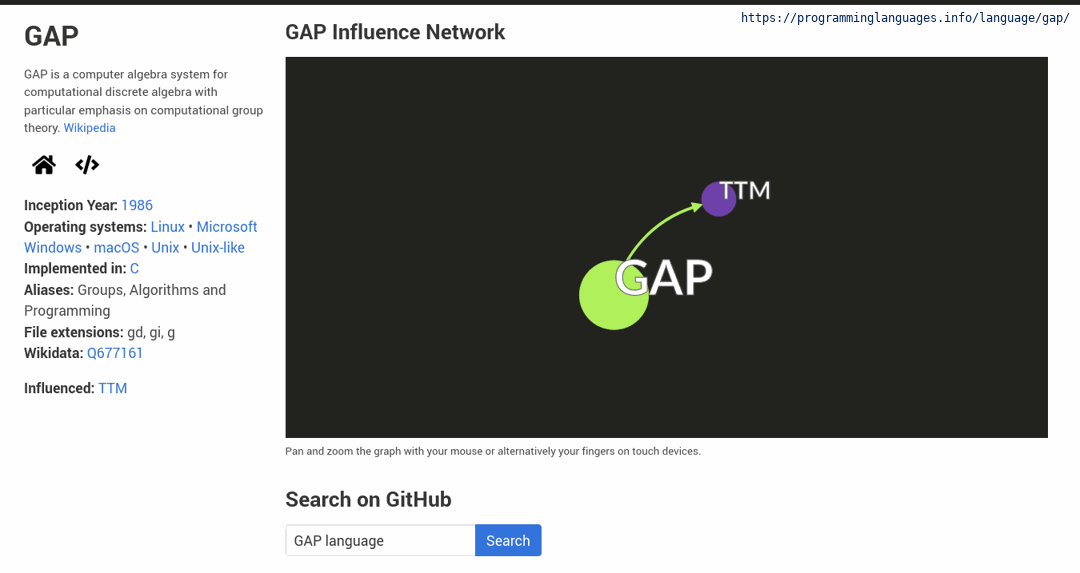 https://programminglanguages.info/language/gap/
GAP
GAP is a computer algebra system for
computational discrete algebra with
particular emphasis on computational group
theory. Wikipedia
Inception Year: 1986
Operating systems: Linux • Microsoft
Windows • macOS • Unix • Unix-like
Implemented in: C
Aliases: Groups, Algorithms and
Programming
File extensions: gd, gi, g
Wikidata: Q677161
Influenced: TTM
GAP Influence Network
TTM
GAP
Pan and zoom the graph with your mouse or alternatively your fingers on touch devices.
Search on GitHub
GAP language
Search